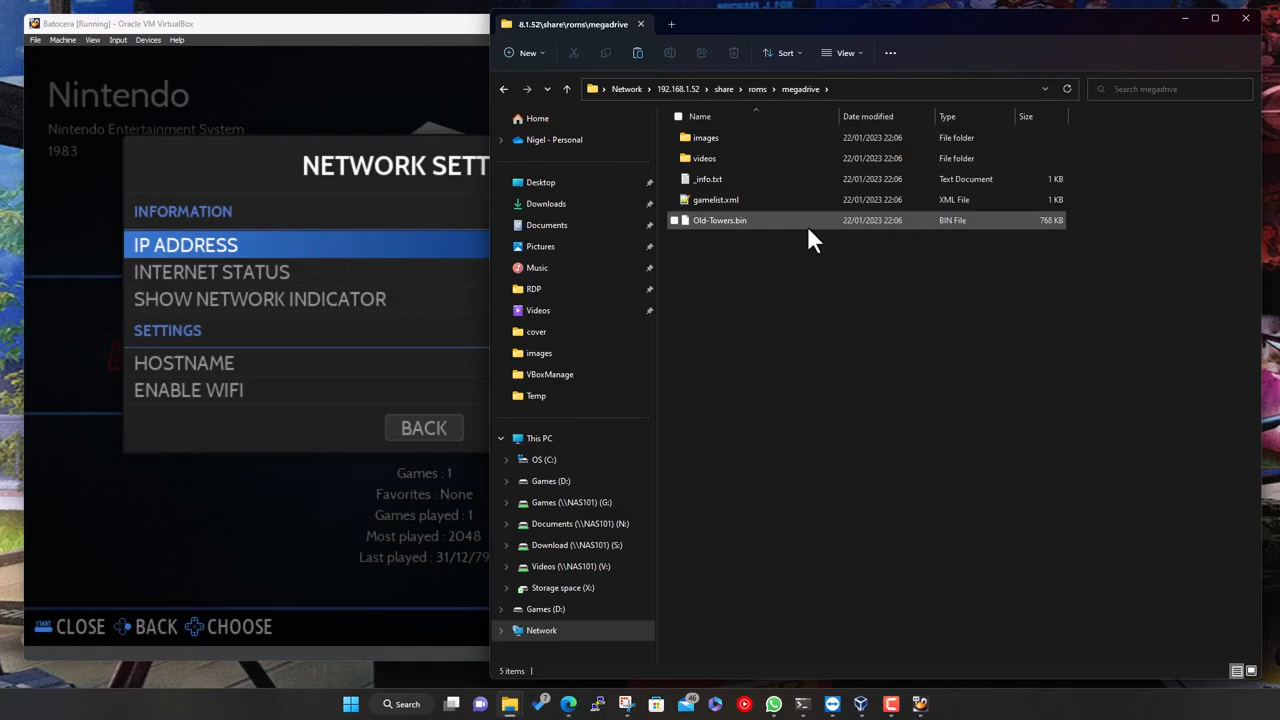 Batocera [Running] - Oracle VM VirtualBox
File Machine View Input Devices Help
Nintendo
Nintendo Entertainment System
1983
NETWORK SETT
INFORMATION
IP ADDRESS
INTERNET STATUS
SHOW NETWORK INDICATOR
SETTINGS
HOSTNAME
ENABLE WIFI
BACK
Games : 1
Favorites : None
Games played : 1
Most played : 2048
Last played : 31/12/79
START CLOSE BACK CHOOSE
8.1.52\share\roms\megadrive
New Sort View
Network 192.168.1.52 share roms megadrive
Search megadrive
Home
Nigel - Personal
Desktop
Downloads
Documents
Pictures
Music
RDP
Videos
cover
images
VBoxManage
Temp
This PC
OS (C:)
Games (D:)
Games (\\NAS101) (G:)
Documents (\\NAS101) (N:)
Download (\\NAS101) (S:)
Videos (\\NAS101) (V:)
Storage space (X:)
Games (D:)
Network
Name Date modified Type Size
images 22/01/2023 22:06 File folder
videos 22/01/2023 22:06 File folder
_info.txt 22/01/2023 22:06 Text Document 1 KB
gamelist.xml 22/01/2023 22:06 XML File 1 KB
Old-Towers.bin 22/01/2023 22:06 BIN File 768 KB
5 items
Search
7
46